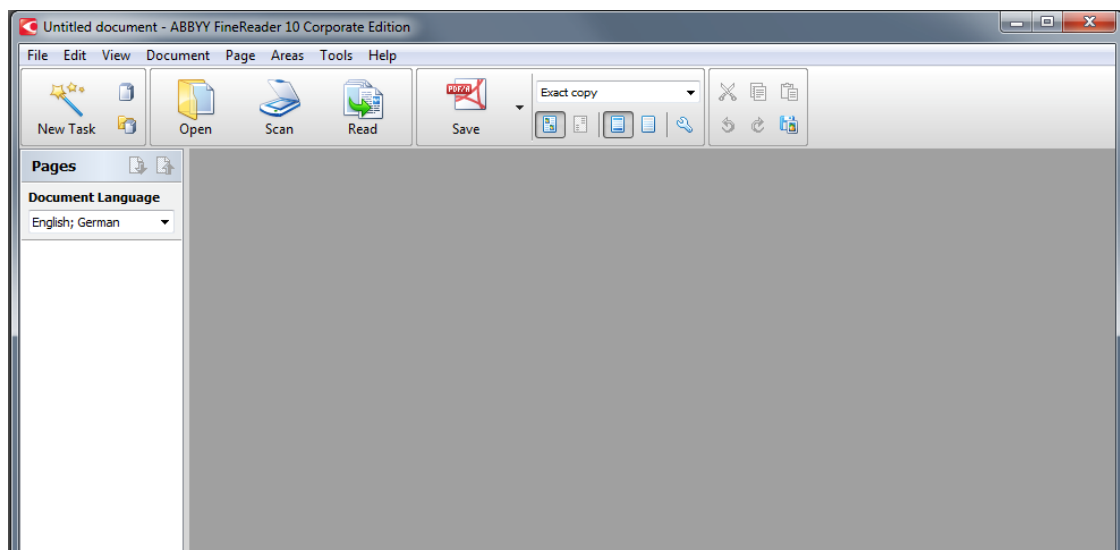 Untitled document - ABBYY FineReader 10 Corporate Edition
File Edit View Document Page Areas Tools Help
PDF/A Exact copy
New Task Open Scan Read Save
Pages
Document Language
English; German